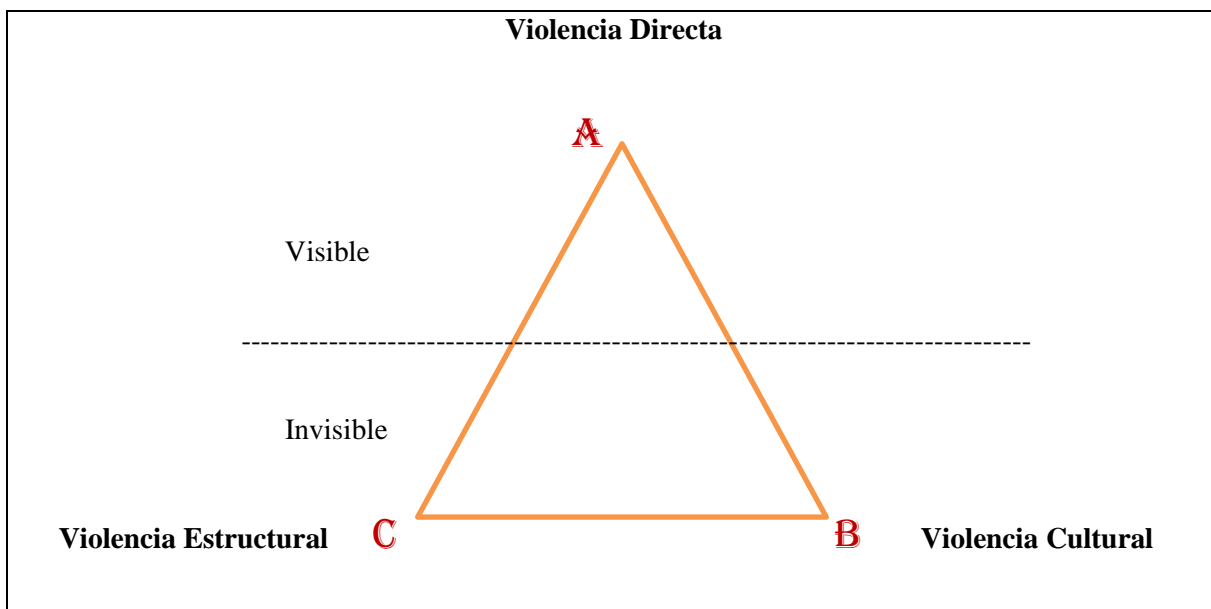 Violencia Directa
A
Visible
Invisible
Violencia Estructural C B Violencia Cultural